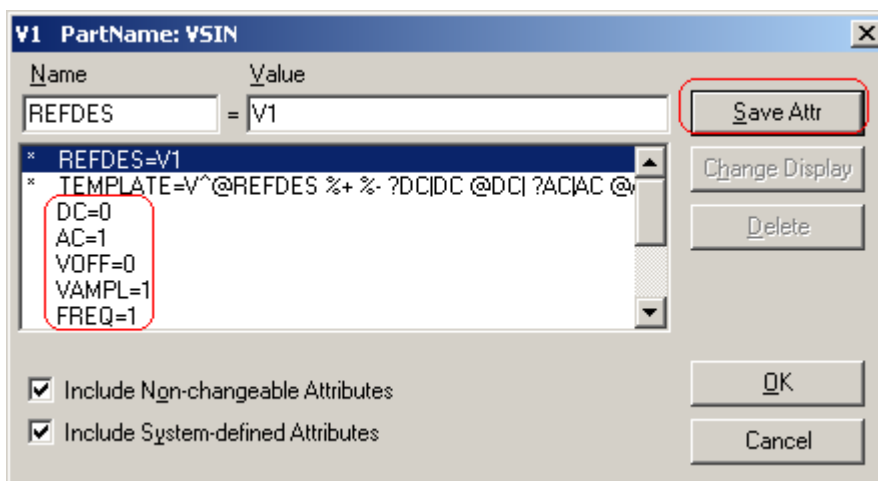 V1 PartName: VSIN
Name Value
REFDES = V1
Save Attr
* REFDES=V1
* TEMPLATE=V^@REFDES %+ %- ?DC|DC @DC| ?AC|AC @
DC=0
AC=1
VOFF=0
VAMPL=1
FREQ=1
Change Display
Delete
Include Non-changeable Attributes
Include System-defined Attributes
OK
Cancel